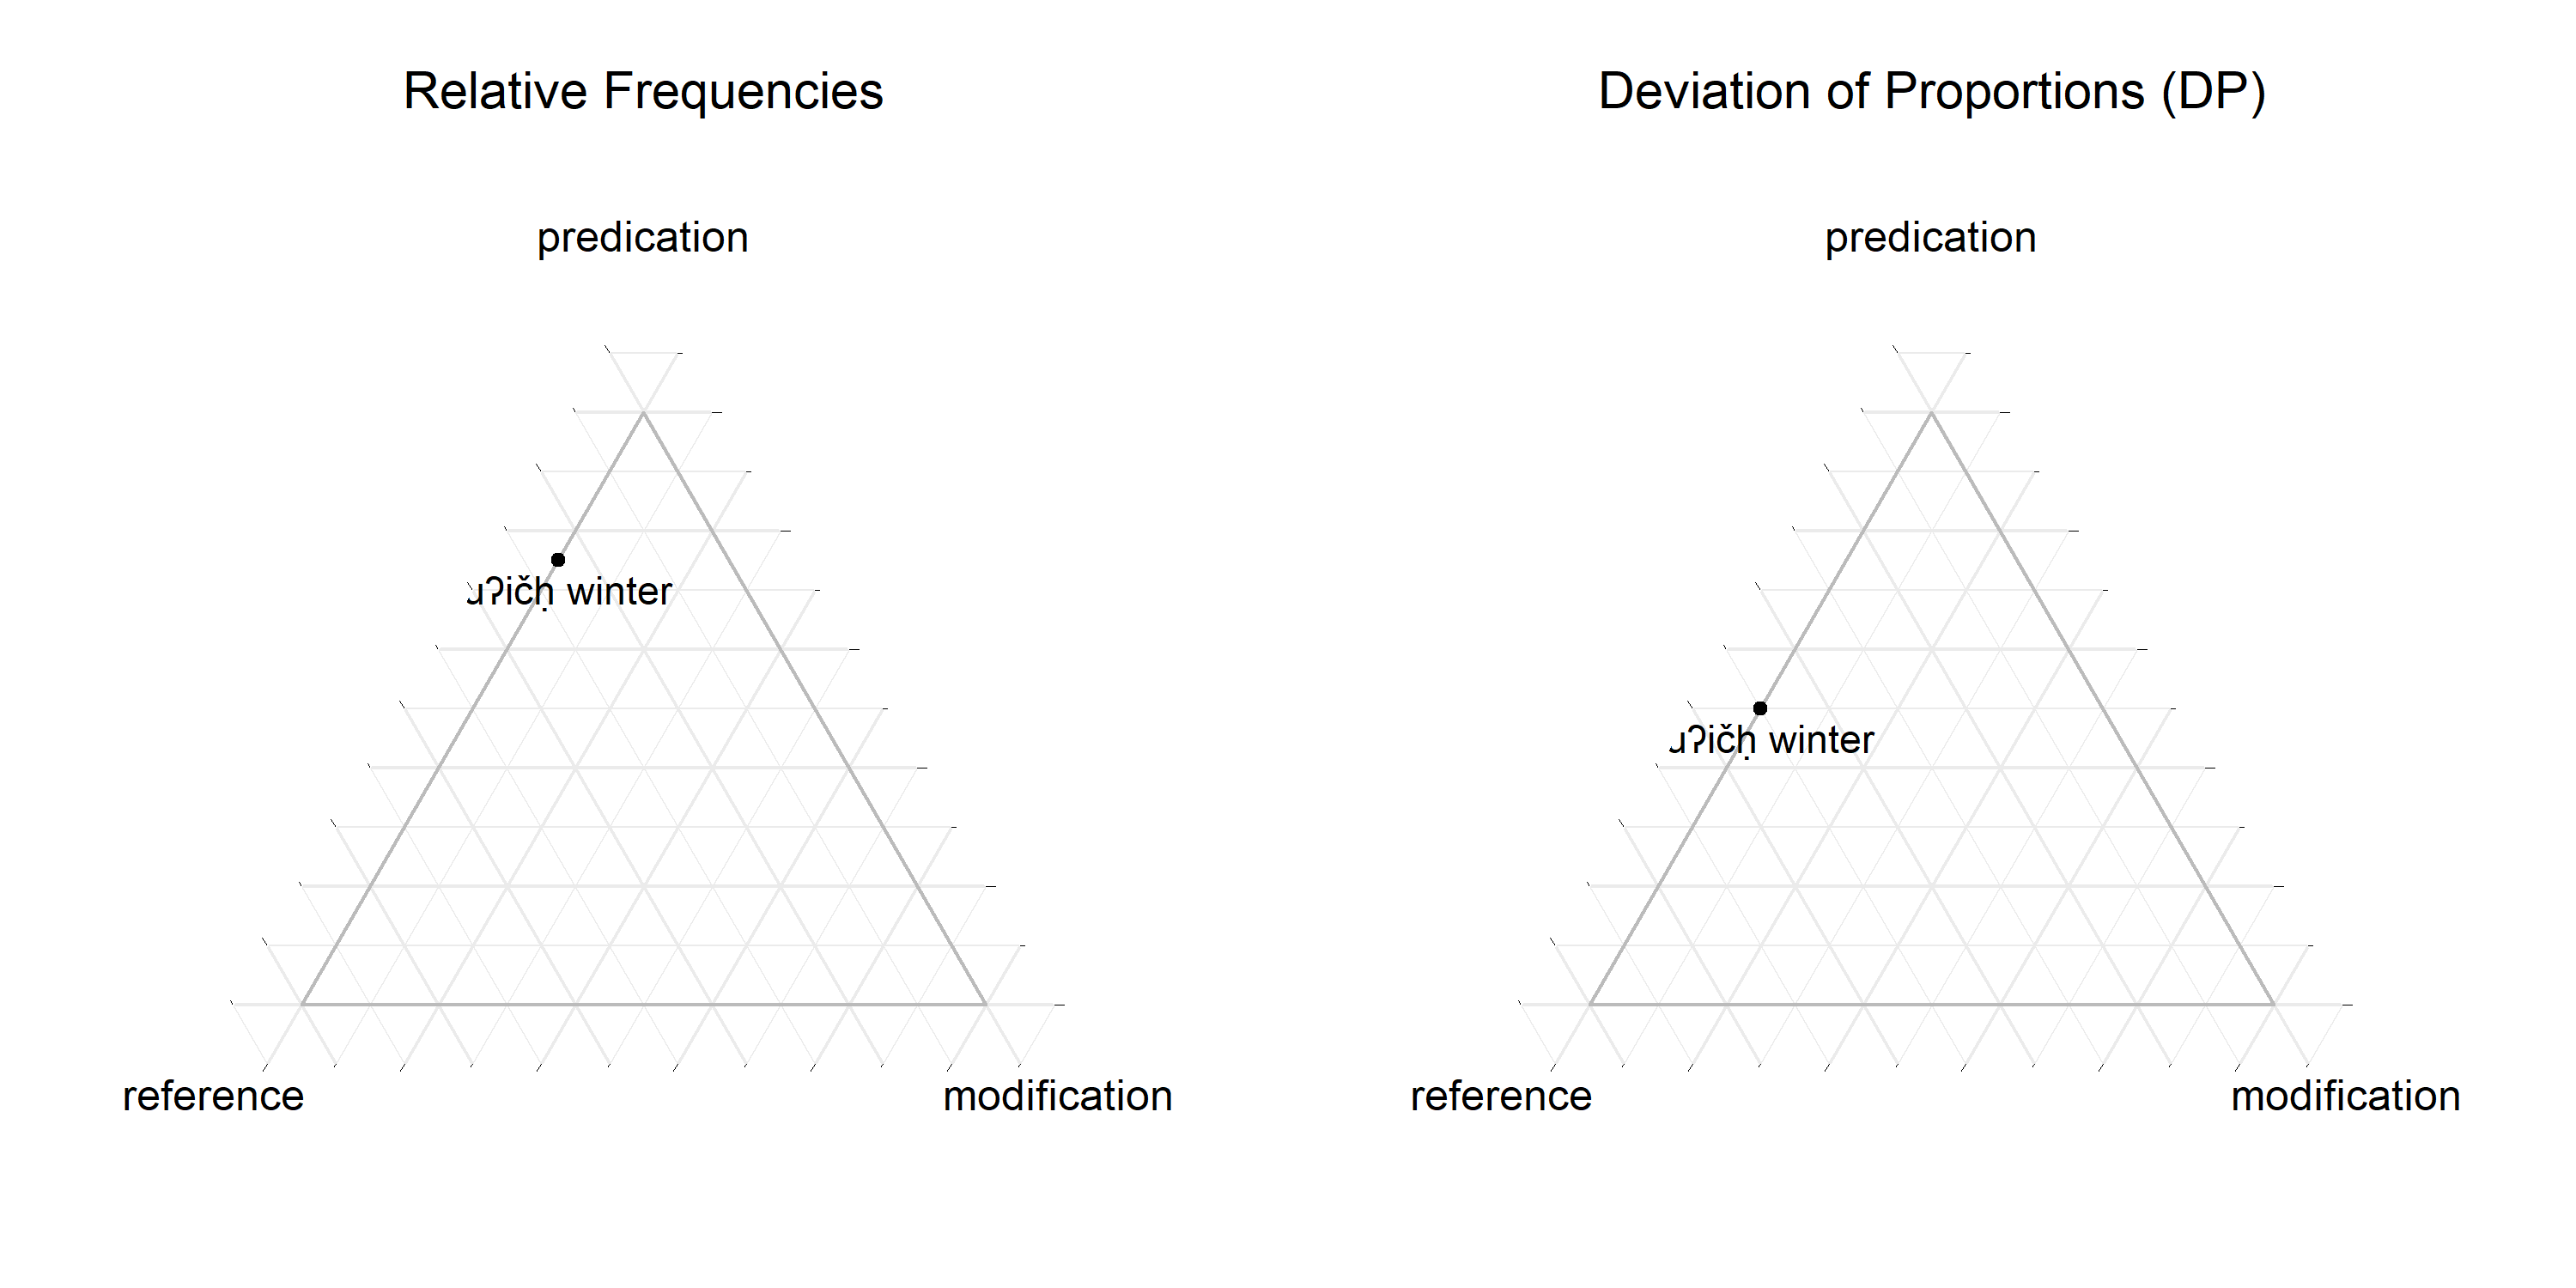 Relative Frequencies
predication
uʔičḥ winter
reference
modification
Deviation of Proportions (DP)
predication
uʔičḥ winter
reference
modification